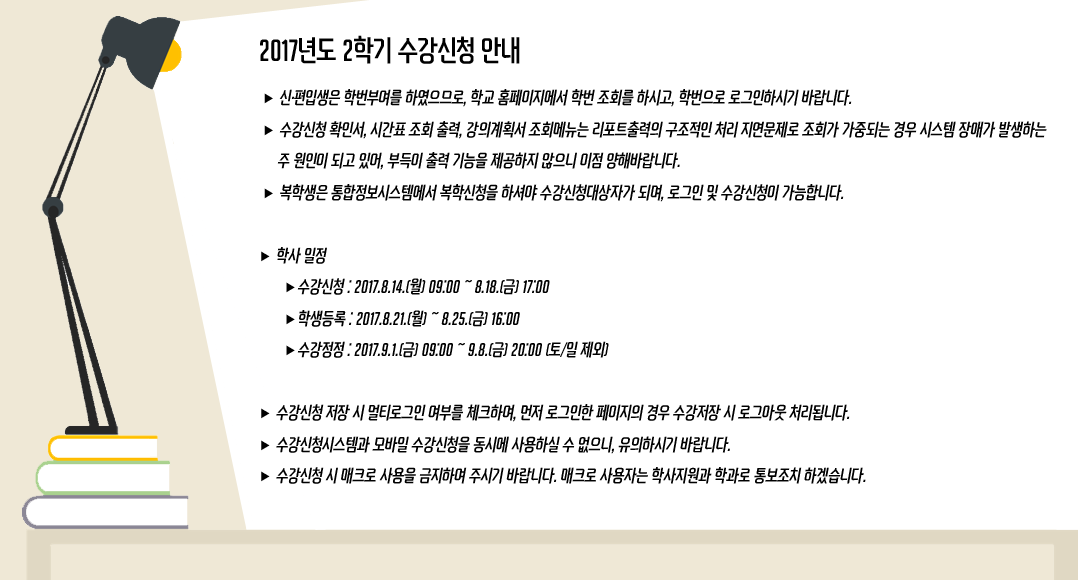 2017년도 2학기 수강신청 안내
▶ 신·편입생은 학번부여를 하였으므로, 학교 홈페이지에서 학번 조회를 하시고, 학번으로 로그인하시기 바랍니다.
▶ 수강신청 확인서, 시간표 조회 출력, 강의계획서 조회메뉴는 리포트출력의 구조적인 처리 지면문제로 조회가 가중되는 경우 시스템 장애가 발생하는
주 원인이 되고 있어, 부득이 출력 기능을 제공하지 않으니 이점 양해바랍니다.
▶ 복학생은 통합정보시스템에서 복학신청을 하셔야 수강신청대상자가 되며, 로그인 및 수강신청이 가능합니다.
▶ 학사 일정
▶수강신청 : 2017.8.14.(월) 09:00 ~ 8.18.(금) 17:00
▶학생등록 : 2017.8.21.(월) ~ 8.25.(금) 16:00
▶수강정정 : 2017.9.1.(금) 09:00 ~ 9.8.(금) 20:00 (토/일 제외)
▶ 수강신청 저장 시 멀티로그인 여부를 체크하여, 먼저 로그인한 페이지의 경우 수강저장 시 로그아웃 처리됩니다.
▶ 수강신청시스템과 모바일 수강신청을 동시에 사용하실 수 없으니, 유의하시기 바랍니다.
▶ 수강신청 시 매크로 사용을 금지하여 주시기 바랍니다. 매크로 사용자는 학사지원과 학과로 통보조치 하겠습니다.